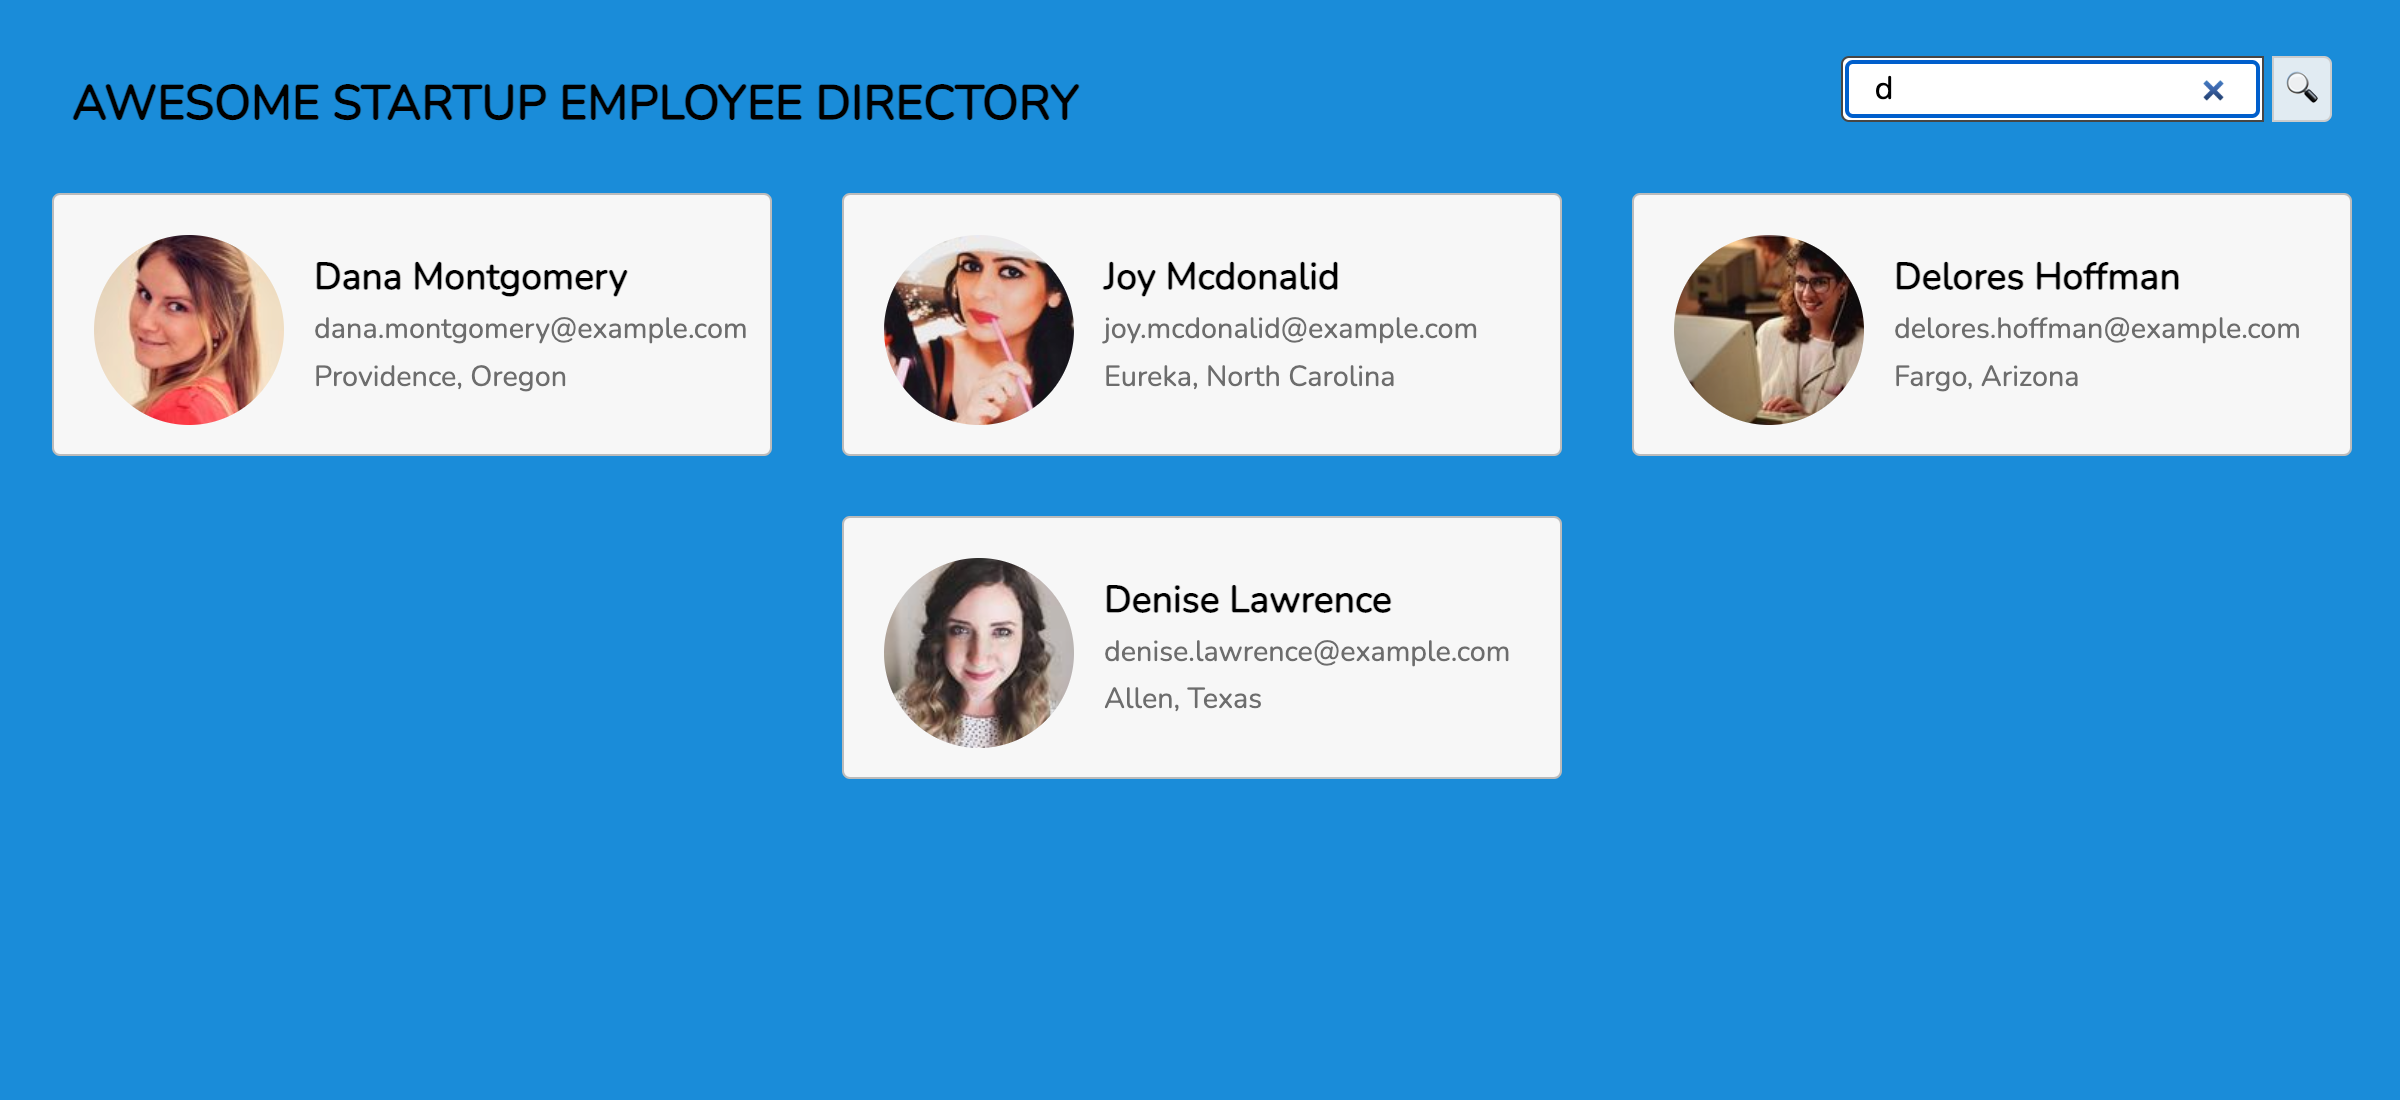 AWESOME STARTUP EMPLOYEE DIRECTORY
d
Dana Montgomery
dana.montgomery@example.com
Providence, Oregon
Joy Mcdonalid
joy.mcdonalid@example.com
Eureka, North Carolina
Delores Hoffman
delores.hoffman@example.com
Fargo, Arizona
Denise Lawrence
denise.lawrence@example.com
Allen, Texas